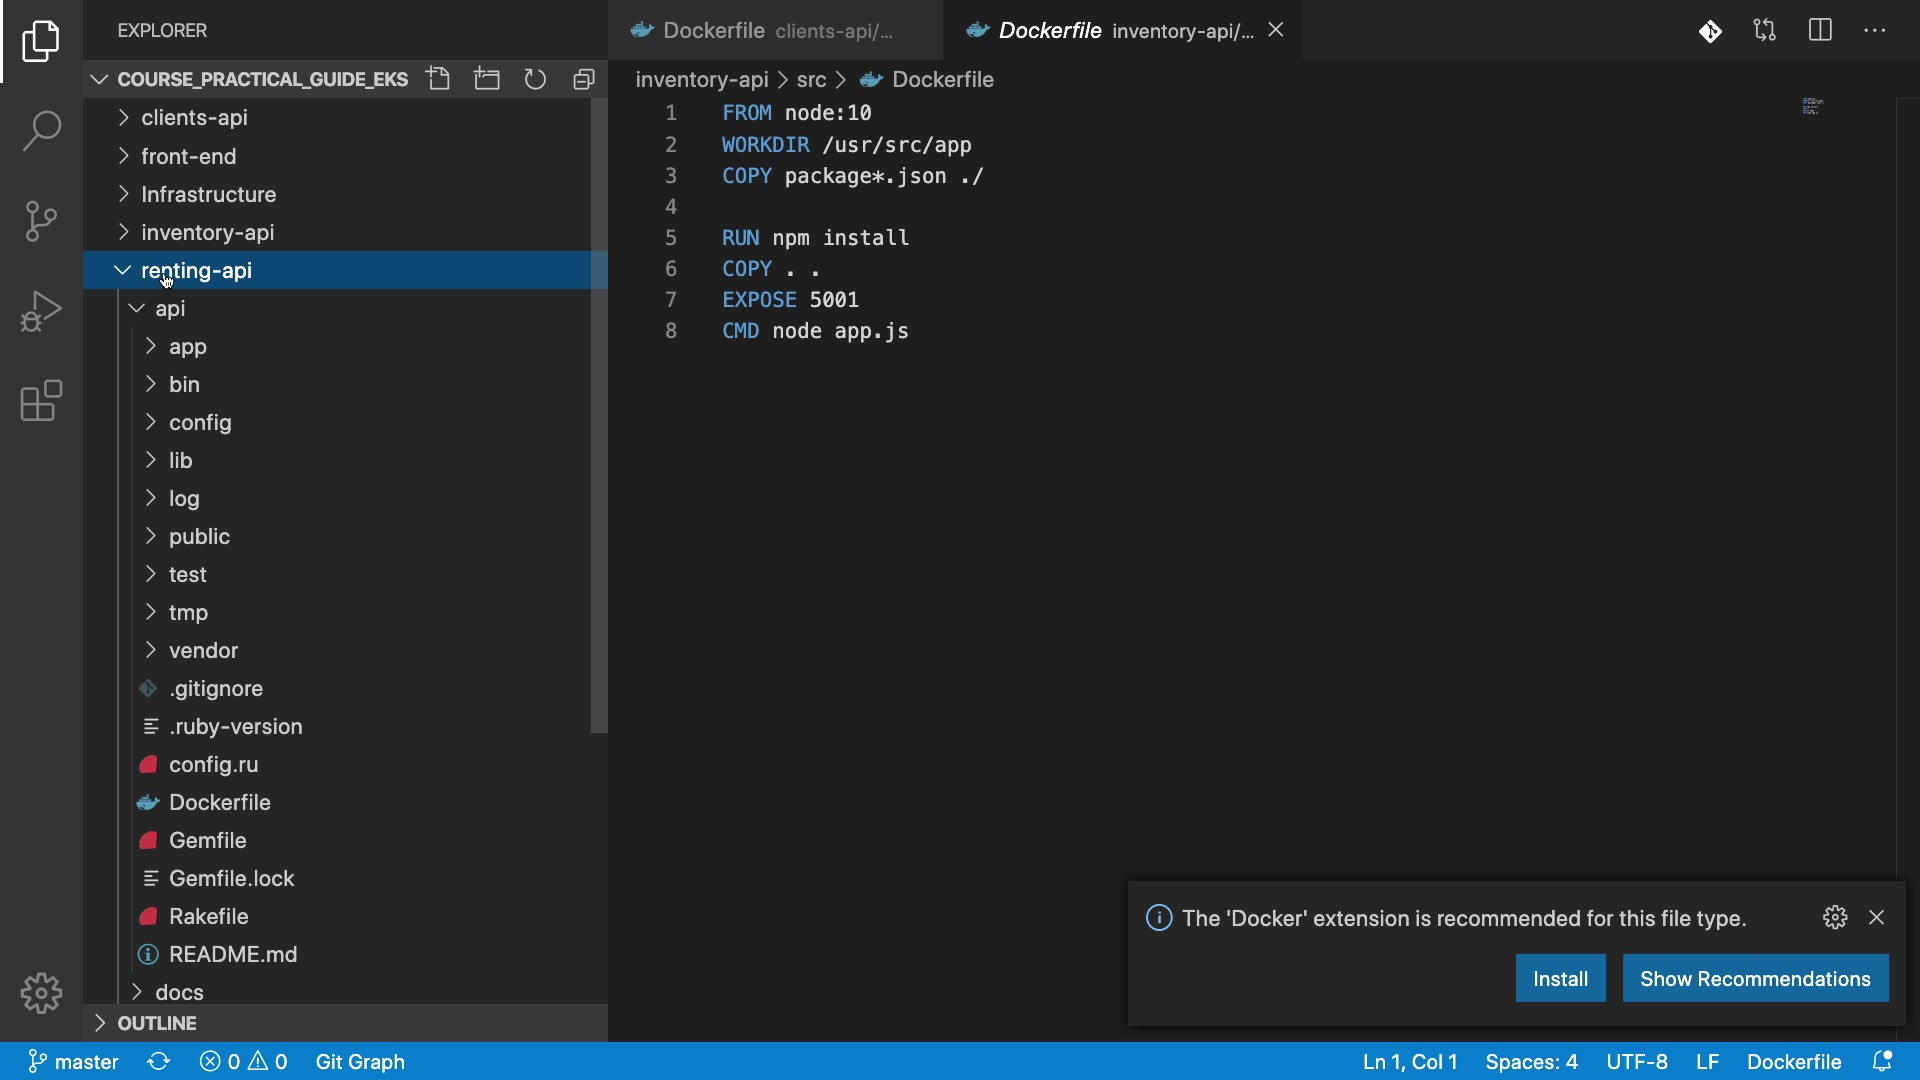 EXPLORER
COURSE_PRACTICAL_GUIDE_EKS
clients-api
front-end
Infrastructure
inventory-api
renting-api
api
app
bin
config
lib
log
public
test
tmp
vendor
.gitignore
.ruby-version
config.ru
Dockerfile
Gemfile
Gemfile.lock
Rakefile
README.md
docs
OUTLINE
Dockerfile clients-api/...
Dockerfile inventory-api/...
inventory-api > src > Dockerfile
1 FROM node:10
2 WORKDIR /usr/src/app
3 COPY package*.json ./
4
5 RUN npm install
6 COPY . .
7 EXPOSE 5001
8 CMD node app.js
The 'Docker' extension is recommended for this file type.
Install Show Recommendations
master 0 0 Git Graph Ln 1, Col 1 Spaces: 4 UTF-8 LF Dockerfile